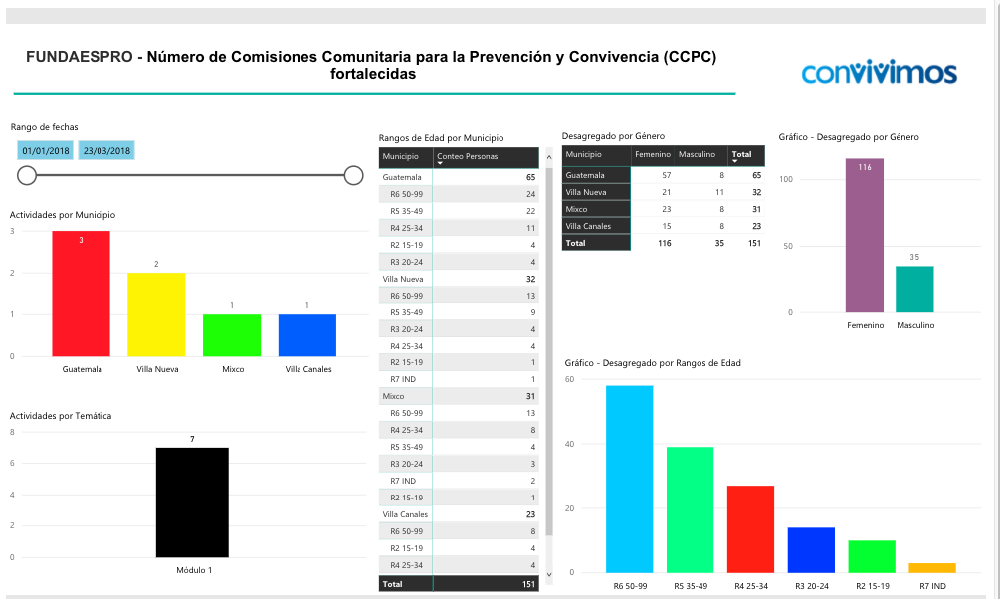 FUNDAESPRO - Número de Comisiones Comunitaria para la Prevención y Convivencia (CCPC)
fortalecidas
convivimos
Rango de fechas
01/01/2018 23/03/2018
Actividades por Municipio
3
2
1
0
3
2
1
1
Guatemala Villa Nueva Mixco Villa Canales
Actividades por Temática
8
6
4
2
0
7
Módulo 1
Rangos de Edad por Municipio
Municipio Conteo Personas
Guatemala 65
R6 50-99 24
R5 35-49 22
R4 25-34 11
R2 15-19 4
R3 20-24 4
Villa Nueva 32
R6 50-99 13
R5 35-49 9
R3 20-24 4
R4 25-34 4
R2 15-19 1
R7 IND 1
Mixco 31
R6 50-99 13
R4 25-34 8
R5 35-49 4
R3 20-24 3
R7 IND 2
R2 15-19 1
Villa Canales 23
R6 50-99 8
R2 15-19 4
R4 25-34 4
Total 151
Desagregado por Género
Municipio Femenino Masculino Total
Guatemala 57 8 65
Villa Nueva 21 11 32
Mixco 23 8 31
Villa Canales 15 8 23
Total 116 35 151
Gráfico - Desagregado por Género
100
50
0
116
35
Femenino Masculino
Gráfico - Desagregado por Rangos de Edad
60
40
20
0
R6 50-99 R5 35-49 R4 25-34 R3 20-24 R2 15-19 R7 IND